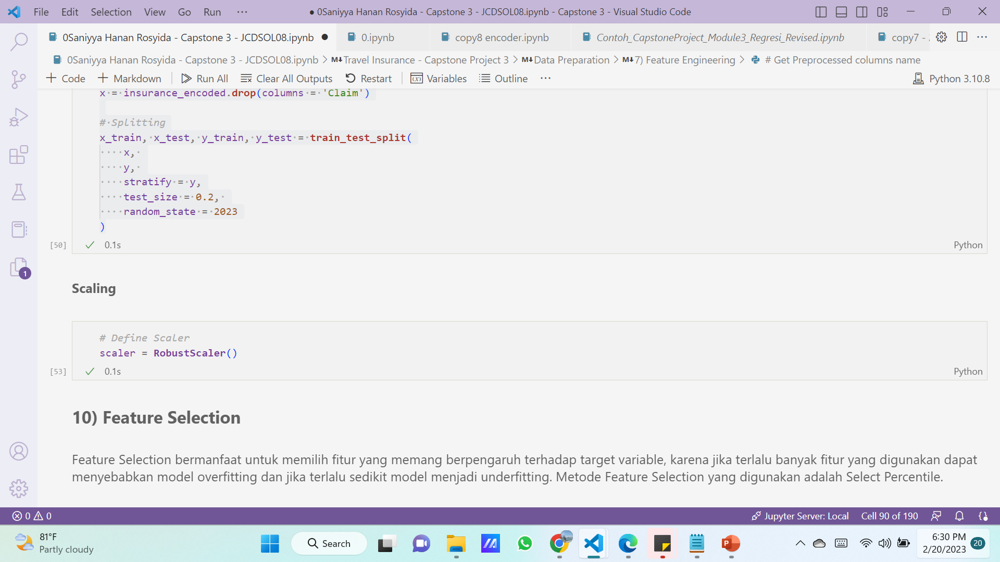 File Edit Selection View Go Run ···
● 0Saniyya Hanan Rosyida - Capstone 3 - JCDSOL08.ipynb - Capstone 3 - Visual Studio Code
0Saniyya Hanan Rosyida - Capstone 3 - JCDSOL08.ipynb ●
0.ipynb
copy8 encoder.ipynb
Contoh_CapstoneProject_Module3_Regresi_Revised.ipynb
copy7 -
0Saniyya Hanan Rosyida - Capstone 3 - JCDSOL08.ipynb > M↓Travel Insurance - Capstone Project 3 > M↓Data Preparation > M↓7) Feature Engineering > # Get Preprocessed columns name
+ Code + Markdown Run All Clear All Outputs Restart Variables Outline ···
Python 3.10.8
x = insurance_encoded.drop(columns = 'Claim')
# Splitting
x_train, x_test, y_train, y_test = train_test_split(
x,
y,
stratify = y,
test_size = 0.2,
random_state = 2023
)
[50] ✓ 0.1s Python
Scaling
# Define Scaler
scaler = RobustScaler()
[53] ✓ 0.1s Python
10) Feature Selection
Feature Selection bermanfaat untuk memilih fitur yang memang berpengaruh terhadap target variable, karena jika terlalu banyak fitur yang digunakan dapat
menyebabkan model overfitting dan jika terlalu sedikit model menjadi underfitting. Metode Feature Selection yang digunakan adalah Select Percentile.
1
0 0
Jupyter Server: Local Cell 90 of 190
81°F
Partly cloudy
Search
6:30 PM
2/20/2023
20